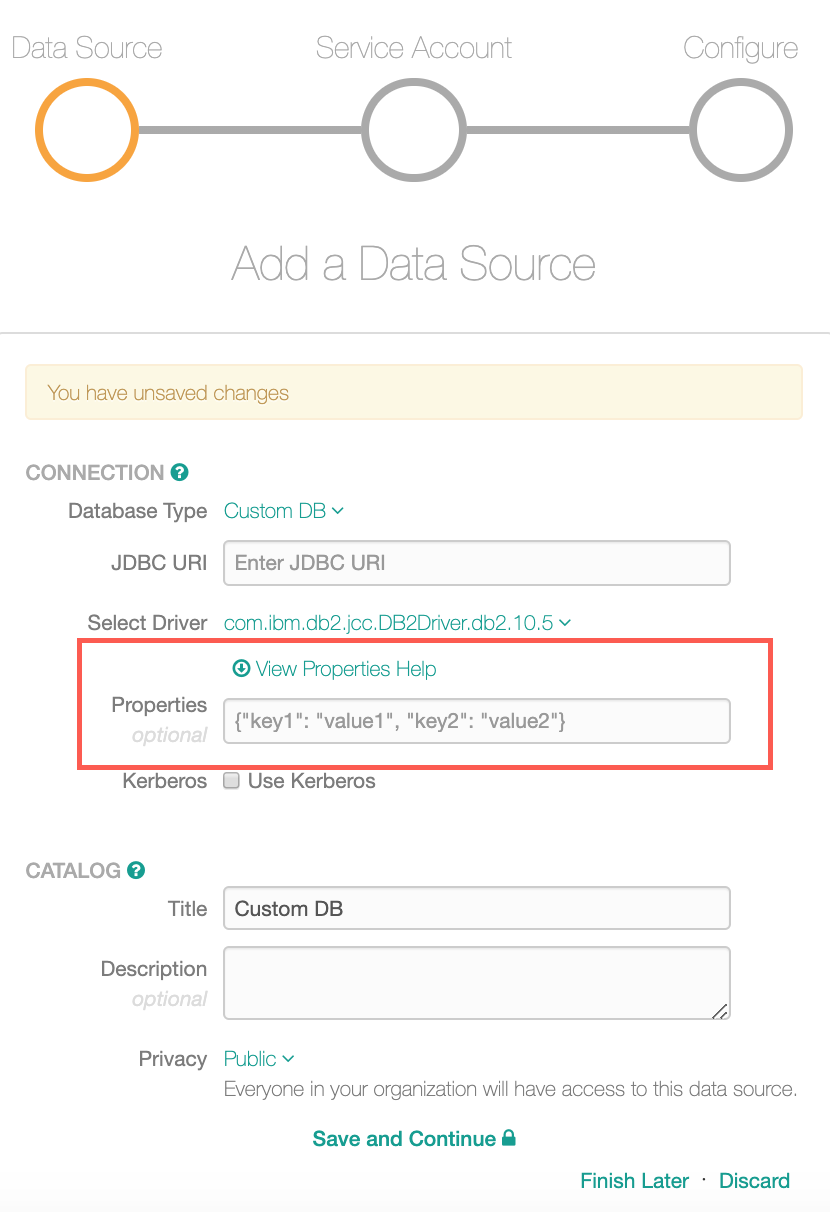 Data Source Service Account Configure
Add a Data Source
You have unsaved changes
CONNECTION ?
Database Type Custom DB
JDBC URI Enter JDBC URI
Select Driver com.ibm.db2.jcc.DB2Driver.db2.10.5
View Properties Help
Properties {"key1": "value1", "key2": "value2"}
optional
Kerberos Use Kerberos
CATALOG ?
Title Custom DB
Description
optional
Privacy Public
Everyone in your organization will have access to this data source.
Save and Continue
Finish Later · Discard